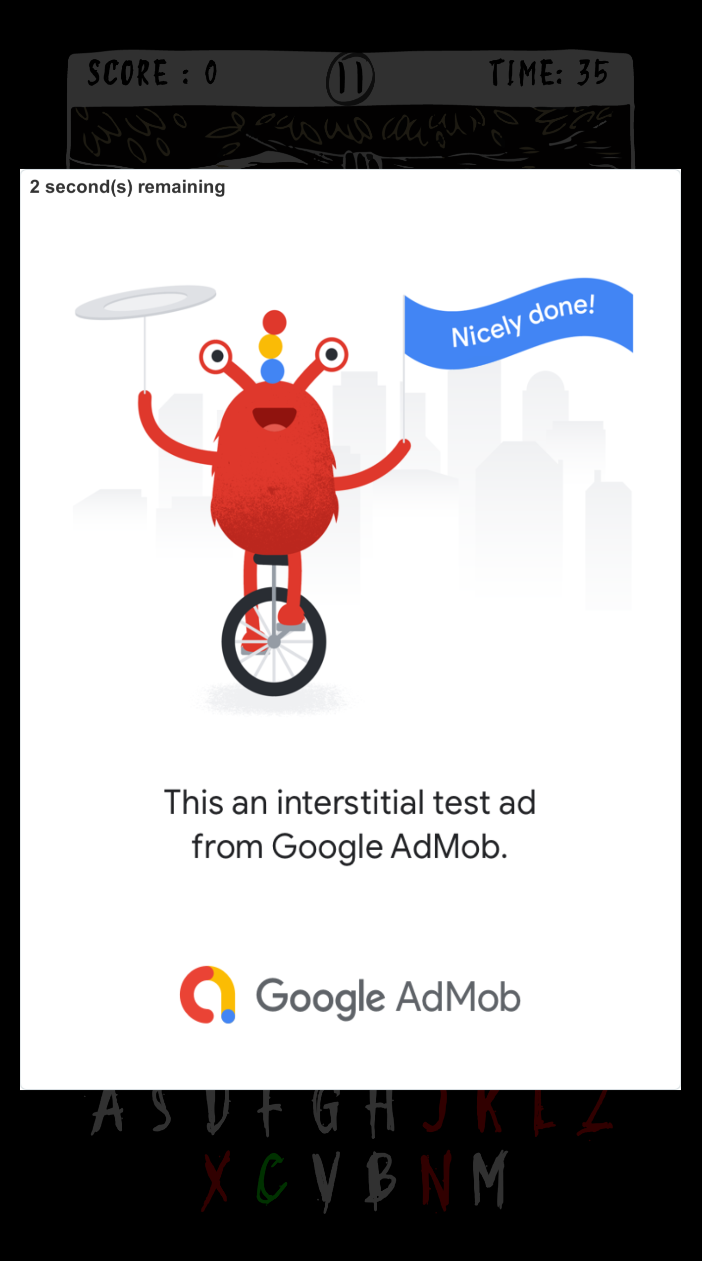 SCORE : 0
TIME: 35
2 second(s) remaining
Nicely done!
This an interstitial test ad
from Google AdMob.
Google AdMob
A S D F G H J K L Z
X C V B N M